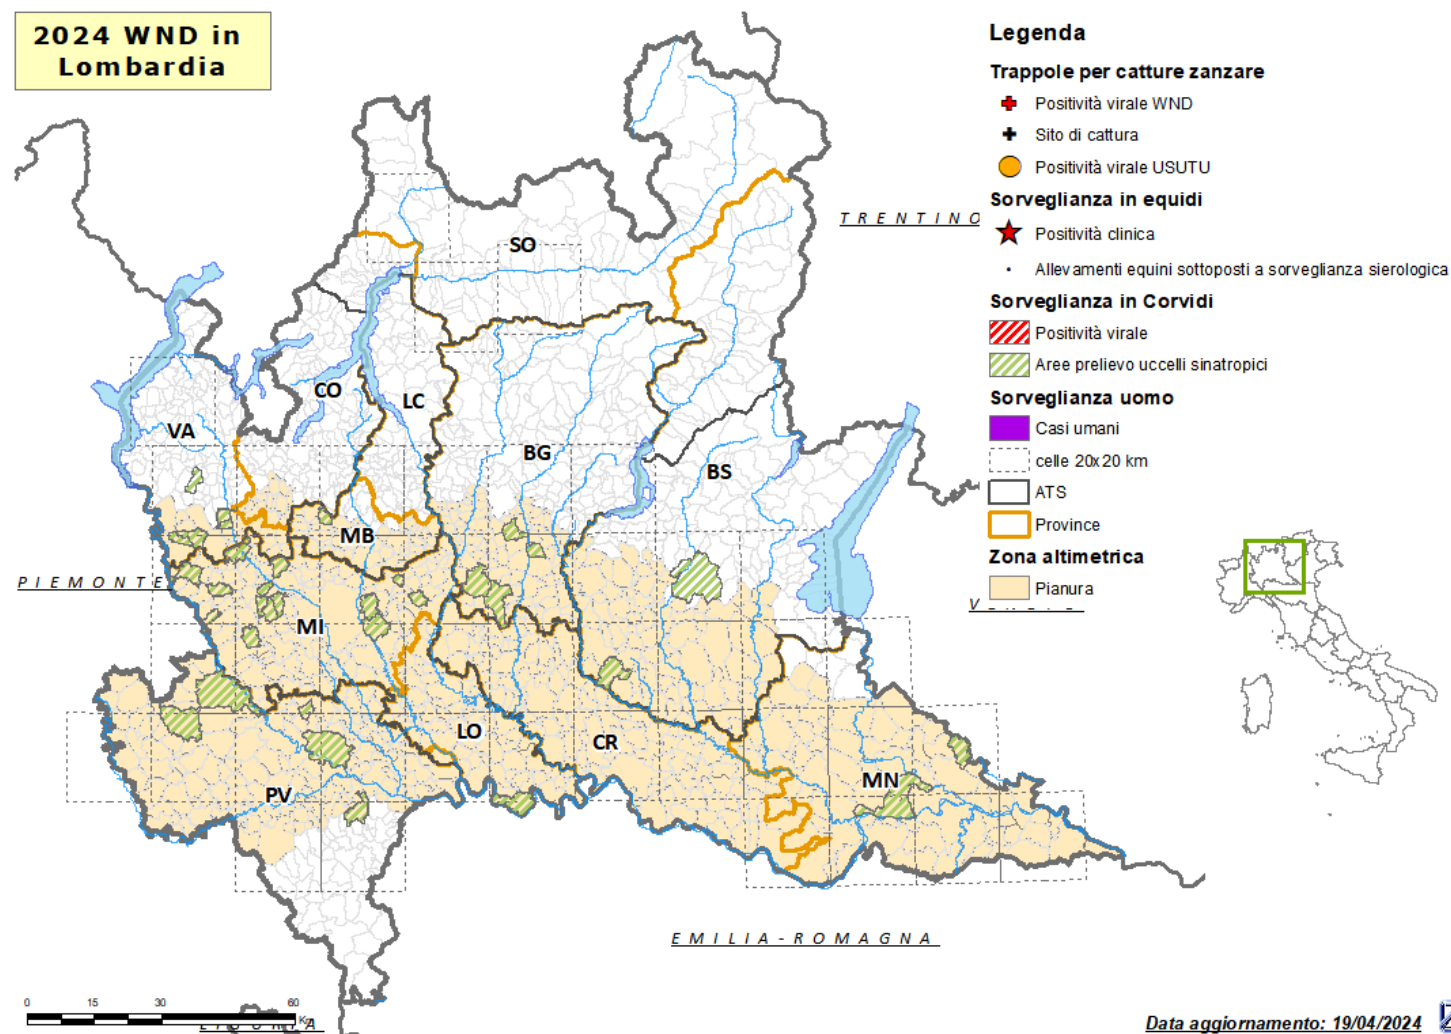 2024 WND in
Lombardia
Legenda
Trappole per catture zanzare
Positività virale WND
Sito di cattura
Positività virale USUTU
Sorveglianza in equidi
Positività clinica
Allevamenti equini sottoposti a sorveglianza sierologica
Sorveglianza in Corvidi
Positività virale
Aree prelievo uccelli sinatropici
Sorveglianza uomo
Casi umani
celle 20x20 km
ATS
Province
Zona altimetrica
Pianura
TRENTINO
SO
CO
LC
VA
BG
BS
MB
PIEMONTE
MI
LO
CR
MN
PV
EMILIA-ROMAGNA
0 15 30 60
Data aggiornamento: 19/04/2024